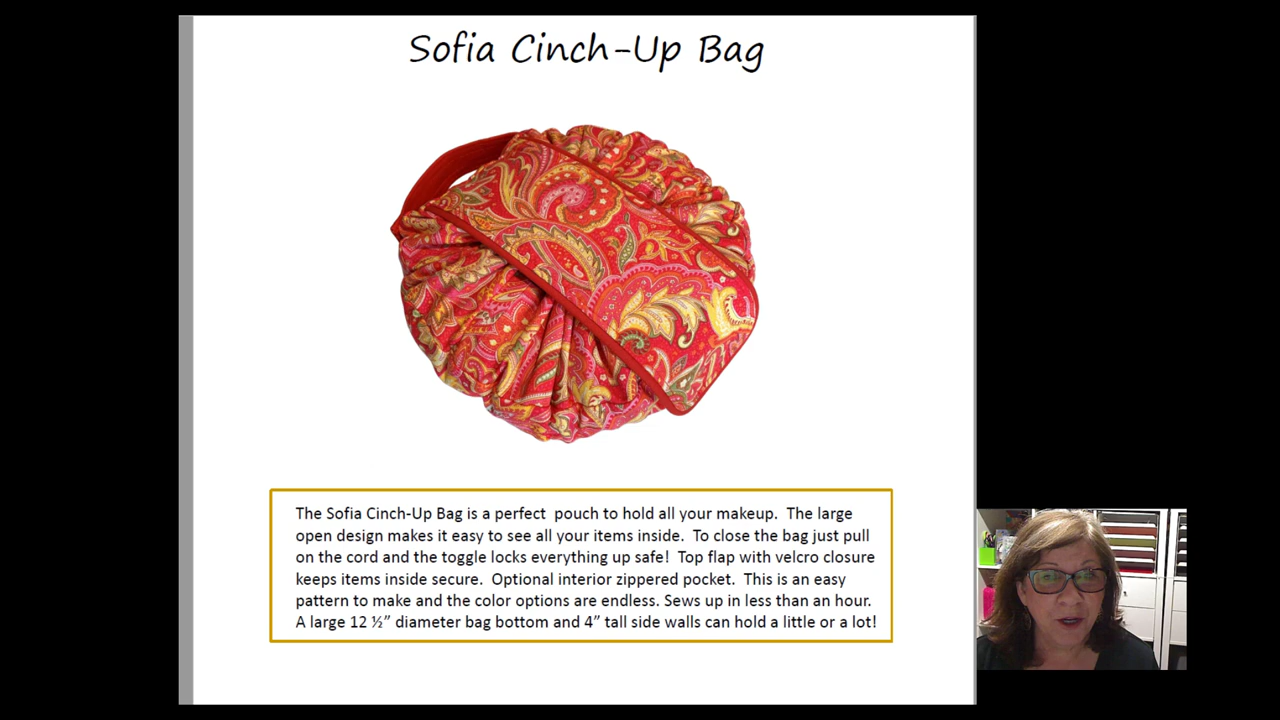 Sofia Cinch-Up Bag
The Sofia Cinch-Up Bag is a perfect  pouch to hold all your makeup.  The large
open design makes it easy to see all your items inside.  To close the bag just pull
on the cord and the toggle locks everything up safe!  Top flap with velcro closure
keeps items inside secure.  Optional interior zippered pocket.  This is an easy
pattern to make and the color options are endless. Sews up in less than an hour.
A large 12 ½” diameter bag bottom and 4” tall side walls can hold a little or a lot!